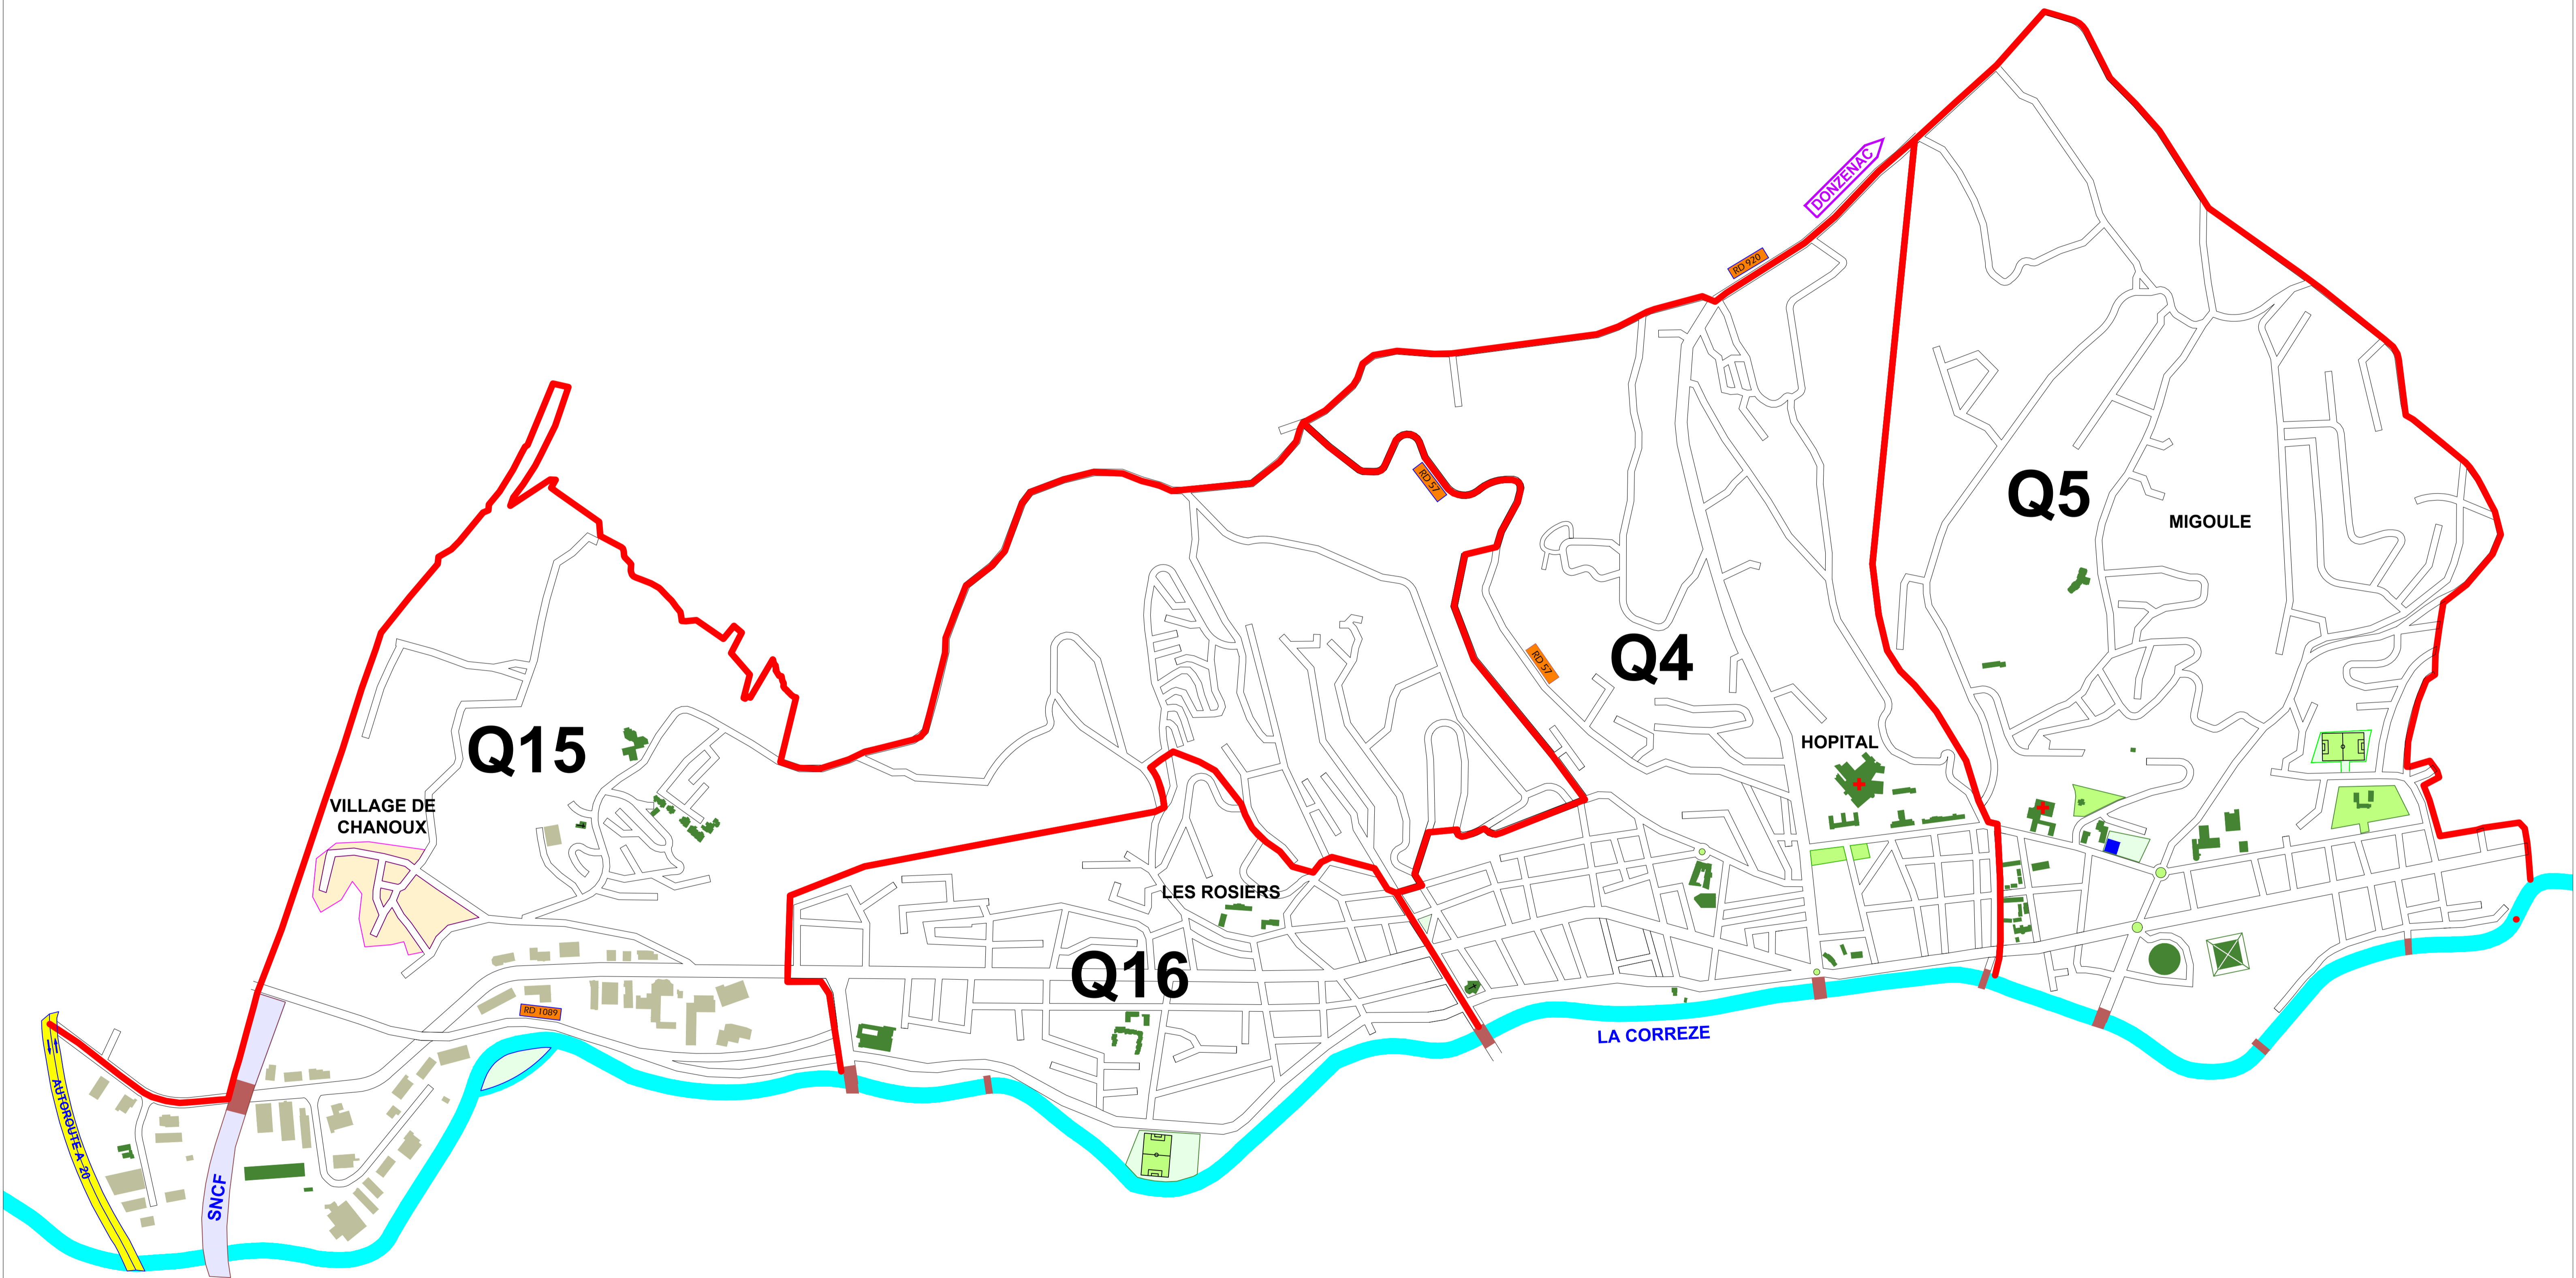 DONZENAC
RD 920
RD 57
Q5
MIGOULE
RD 57
Q4
Q15
HOPITAL
VILLAGE DE
CHANOUX
LES ROSIERS
Q16
RD 1089
LA CORREZE
AUTOROUTE A 20
SNCF